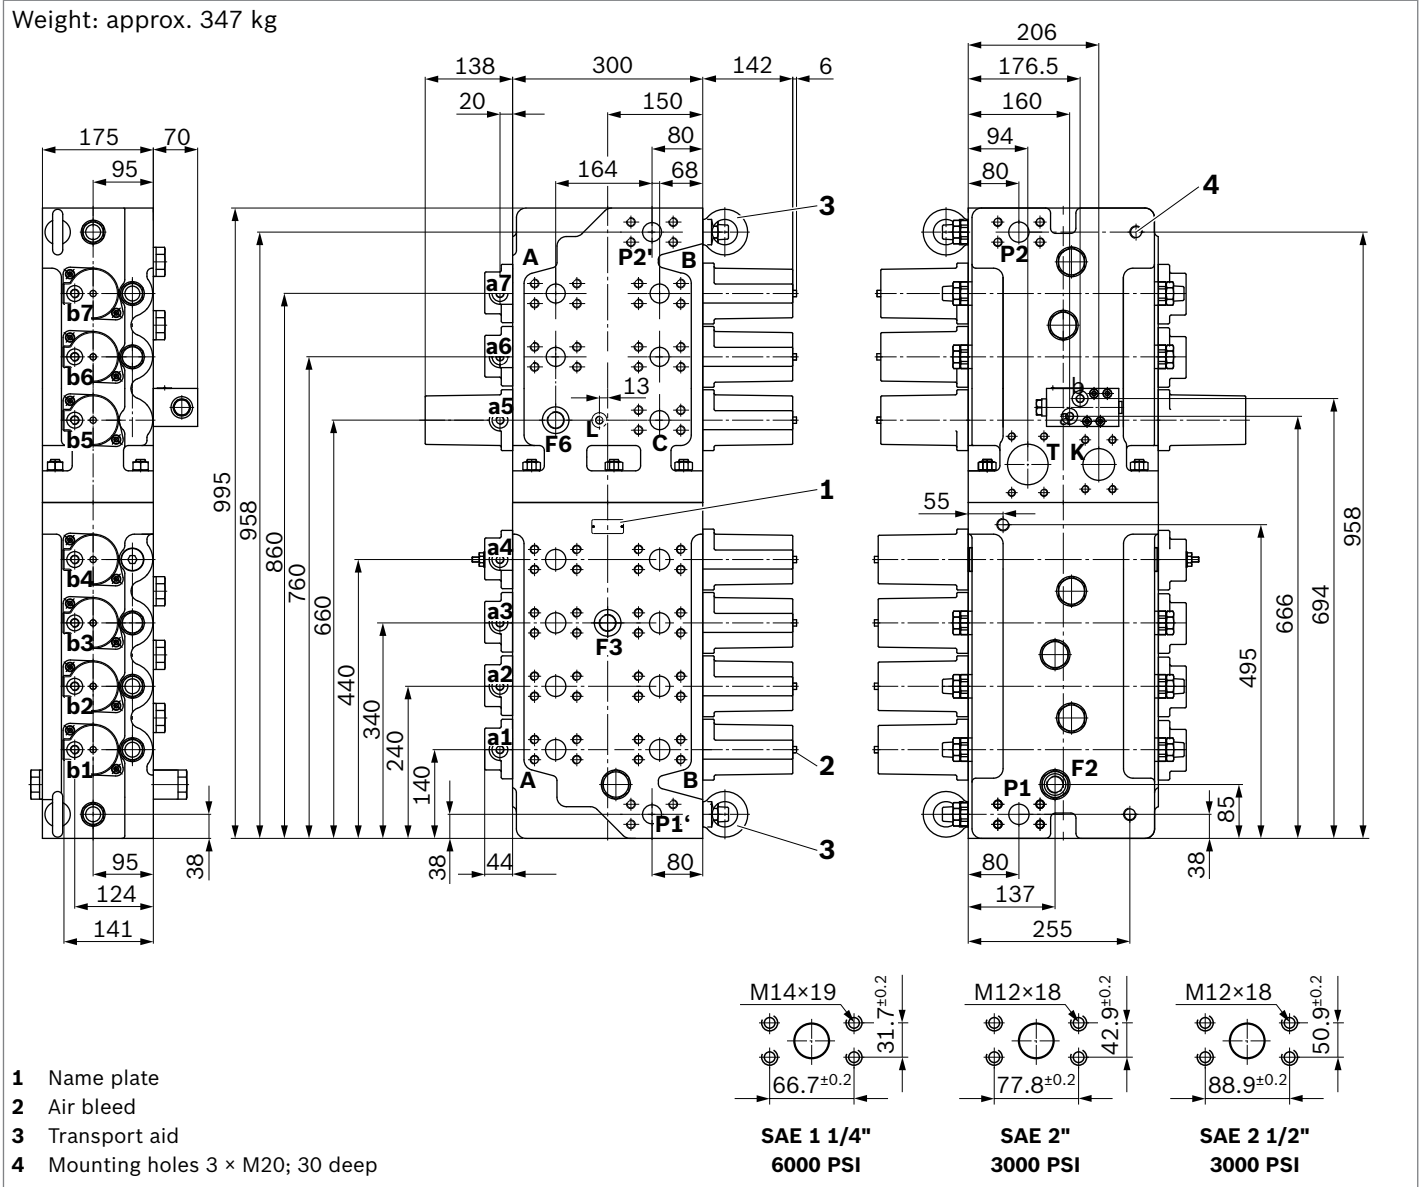 Weight: approx. 347 kg
206
138
300
142
6
176.5
20
150
160
175
70
80
94
95
164
68
80
4
3
A
P2'
B
P2
a7
b7
a6
b6
13
b
a5
b5
F6
L
C
T
K
995
958
860
760
660
440
340
240
140
1
55
958
694
666
495
a4
b4
a3
b3
F3
a2
b2
a1
b1
A
B
2
F2
P1
P1‘
85
38
95
38
44
80
3
80
38
124
137
141
255
M14×19
31.7±0.2
M12×18
42.9±0.2
M12×18
50.9±0.2
66.7±0.2
77.8±0.2
88.9±0.2
1 Name plate
2 Air bleed
3 Transport aid
4 Mounting holes 3 × M20; 30 deep
SAE 1 1/4"
6000 PSI
SAE 2"
3000 PSI
SAE 2 1/2"
3000 PSI